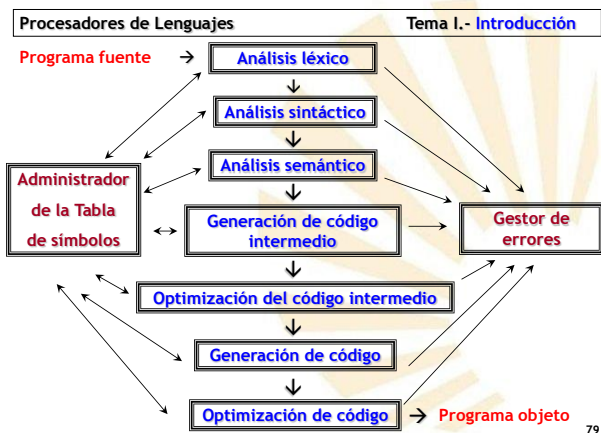 Procesadores de Lenguajes Tema I.- Introducción
Programa fuente → Análisis léxico
Análisis sintáctico
Análisis semántico
Administrador
de la Tabla
de símbolos
Generación de código
intermedio
Gestor de
errores
Optimización del código intermedio
Generación de código
Optimización de código → Programa objeto
79